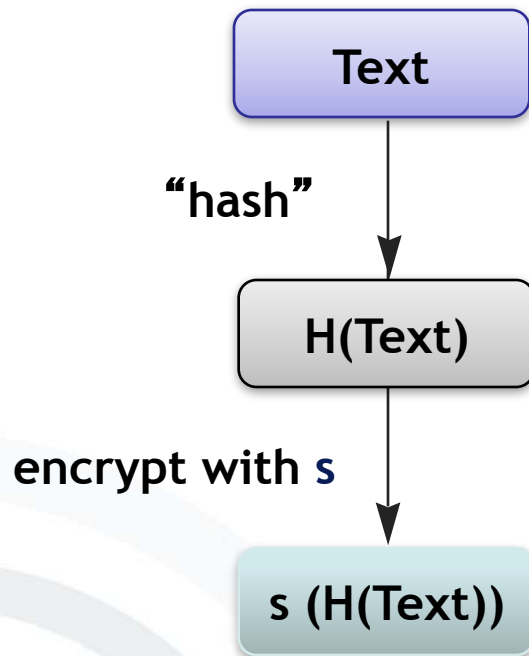 Text
“hash”
H(Text)
encrypt with s
s (H(Text))